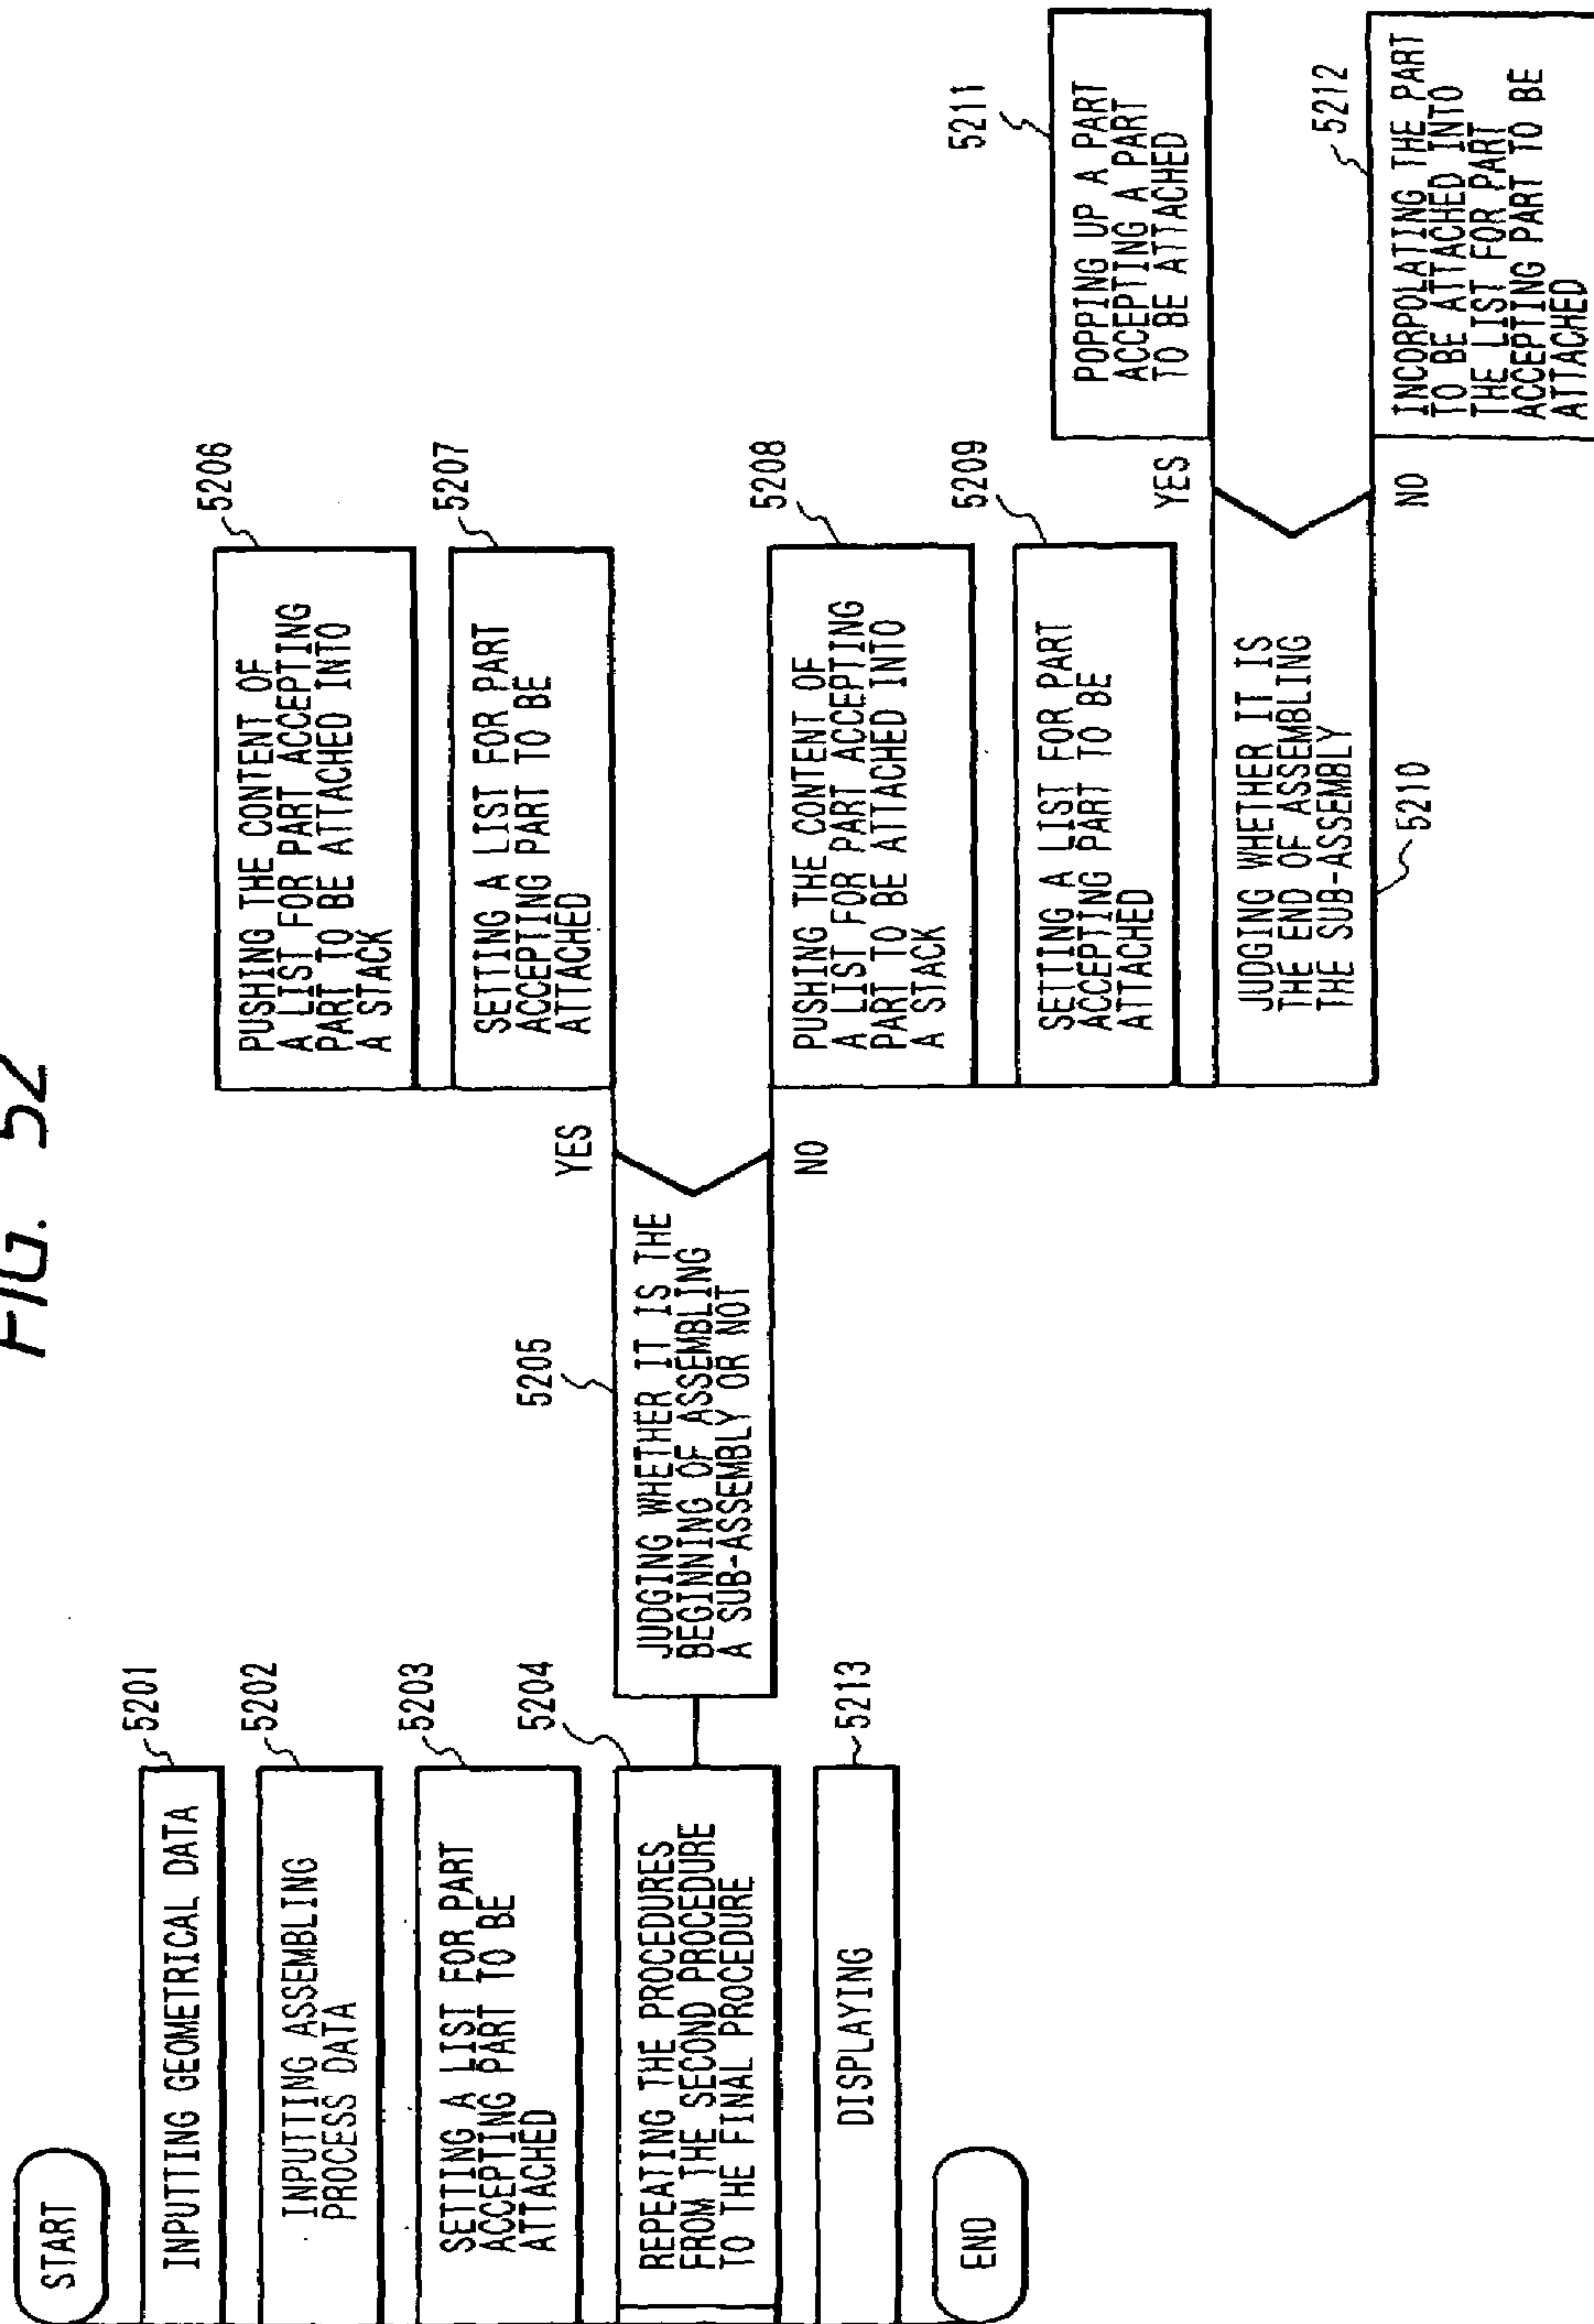 FIG. 52
START
5201
INPUTTING GEOMETRICAL DATA
5202
INPUTTING ASSEMBLING
PROCESS DATA
5203
SETTING A LIST FOR PART
ACCEPTING PART TO BE
ATTACHED
5204
REPEATING THE PROCEDURES
FROM THE SECOND PROCEDURE
TO THE FINAL PROCEDURE
5213
DISPLAYING
END
5205
JUDGING WHETHER IT IS THE
BEGINNING OF ASSEMBLING
A SUB-ASSEMBLY OR NOT
YES
NO
5206
PUSHING THE CONTENT OF
A LIST FOR PART ACCEPTING
PART TO BE ATTACHED INTO
A STACK
5207
SETTING A LIST FOR PART
ACCEPTING PART TO BE
ATTACHED
5208
PUSHING THE CONTENT OF
A LIST FOR PART ACCEPTING
PART TO BE ATTACHED INTO
A STACK
5209
SETTING A LIST FOR PART
ACCEPTING PART TO BE
ATTACHED
JUDGING WHETHER IT IS
THE END OF ASSEMBLING
THE SUB-ASSEMBLY
5210
YES
NO
5211
POPPING UP A PART
ACCEPTING A PART
TO BE ATTACHED
5212
INCORPOLATING THE PART
TO BE ATTACHED INTO
THE LIST FOR PART
ACCEPTING PART TO BE
ATTACHED